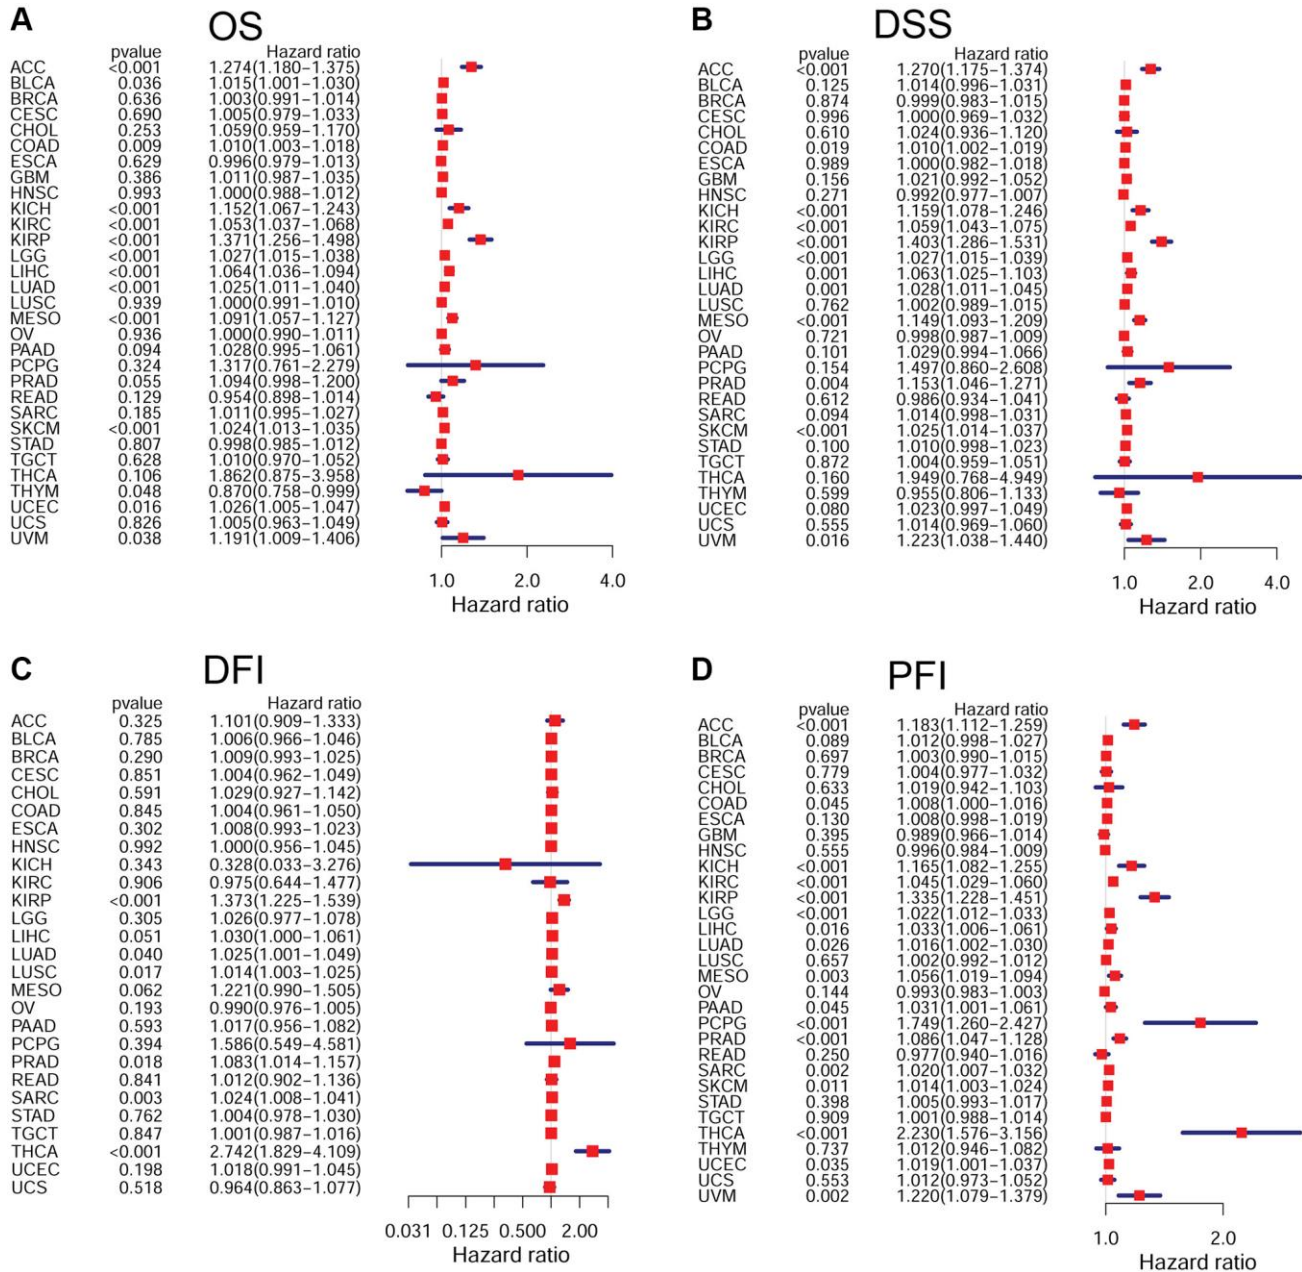 A OS
pvalue Hazard ratio
ACC <0.001 1.274(1.180−1.375)
BLCA 0.036 1.015(1.001−1.030)
BRCA 0.636 1.003(0.991−1.014)
CESC 0.690 1.005(0.979−1.033)
CHOL 0.253 1.059(0.959−1.170)
COAD 0.009 1.010(1.003−1.018)
ESCA 0.629 0.996(0.979−1.013)
GBM 0.386 1.011(0.987−1.035)
HNSC 0.993 1.000(0.988−1.012)
KICH <0.001 1.152(1.067−1.243)
KIRC <0.001 1.053(1.037−1.068)
KIRP <0.001 1.371(1.256−1.498)
LGG <0.001 1.027(1.015−1.038)
LIHC <0.001 1.064(1.036−1.094)
LUAD <0.001 1.025(1.011−1.040)
LUSC 0.939 1.000(0.991−1.010)
MESO <0.001 1.091(1.057−1.127)
OV 0.936 1.000(0.990−1.011)
PAAD 0.094 1.028(0.995−1.061)
PCPG 0.324 1.317(0.761−2.279)
PRAD 0.055 1.094(0.998−1.200)
READ 0.129 0.954(0.898−1.014)
SARC 0.185 1.011(0.995−1.027)
SKCM <0.001 1.024(1.013−1.035)
STAD 0.807 0.998(0.985−1.012)
TGCT 0.628 1.010(0.970−1.052)
THCA 0.106 1.862(0.875−3.958)
THYM 0.048 0.870(0.758−0.999)
UCEC 0.016 1.026(1.005−1.047)
UCS 0.826 1.005(0.963−1.049)
UVM 0.038 1.191(1.009−1.406)
1.0 2.0 4.0
Hazard ratio
B DSS
pvalue Hazard ratio
ACC <0.001 1.270(1.175−1.374)
BLCA 0.125 1.014(0.996−1.031)
BRCA 0.874 0.999(0.983−1.015)
CESC 0.996 1.000(0.969−1.032)
CHOL 0.610 1.024(0.936−1.120)
COAD 0.019 1.010(1.002−1.019)
ESCA 0.989 1.000(0.982−1.018)
GBM 0.156 1.021(0.992−1.052)
HNSC 0.271 0.992(0.977−1.007)
KICH <0.001 1.159(1.078−1.246)
KIRC <0.001 1.059(1.043−1.075)
KIRP <0.001 1.403(1.286−1.531)
LGG <0.001 1.027(1.015−1.039)
LIHC 0.001 1.063(1.025−1.103)
LUAD 0.001 1.028(1.011−1.045)
LUSC 0.762 1.002(0.989−1.015)
MESO <0.001 1.149(1.093−1.209)
OV 0.721 0.998(0.987−1.009)
PAAD 0.101 1.029(0.994−1.066)
PCPG 0.154 1.497(0.860−2.608)
PRAD 0.004 1.153(1.046−1.271)
READ 0.612 0.986(0.934−1.041)
SARC 0.094 1.014(0.998−1.031)
SKCM <0.001 1.025(1.014−1.037)
STAD 0.100 1.010(0.998−1.023)
TGCT 0.872 1.004(0.959−1.051)
THCA 0.160 1.949(0.768−4.949)
THYM 0.599 0.955(0.806−1.133)
UCEC 0.080 1.023(0.997−1.049)
UCS 0.555 1.014(0.969−1.060)
UVM 0.016 1.223(1.038−1.440)
1.0 2.0 4.0
Hazard ratio
C DFI
pvalue Hazard ratio
ACC 0.325 1.101(0.909−1.333)
BLCA 0.785 1.006(0.966−1.046)
BRCA 0.290 1.009(0.993−1.025)
CESC 0.851 1.004(0.962−1.049)
CHOL 0.591 1.029(0.927−1.142)
COAD 0.845 1.004(0.961−1.050)
ESCA 0.302 1.008(0.993−1.023)
HNSC 0.992 1.000(0.956−1.045)
KICH 0.343 0.328(0.033−3.276)
KIRC 0.906 0.975(0.644−1.477)
KIRP <0.001 1.373(1.225−1.539)
LGG 0.305 1.026(0.977−1.078)
LIHC 0.051 1.030(1.000−1.061)
LUAD 0.040 1.025(1.001−1.049)
LUSC 0.017 1.014(1.003−1.025)
MESO 0.062 1.221(0.990−1.505)
OV 0.193 0.990(0.976−1.005)
PAAD 0.593 1.017(0.956−1.082)
PCPG 0.394 1.586(0.549−4.581)
PRAD 0.018 1.083(1.014−1.157)
READ 0.841 1.012(0.902−1.136)
SARC 0.003 1.024(1.008−1.041)
STAD 0.762 1.004(0.978−1.030)
TGCT 0.847 1.001(0.987−1.016)
THCA <0.001 2.742(1.829−4.109)
UCEC 0.198 1.018(0.991−1.045)
UCS 0.518 0.964(0.863−1.077)
0.031 0.125 0.500 2.00
Hazard ratio
D PFI
pvalue Hazard ratio
ACC <0.001 1.183(1.112−1.259)
BLCA 0.089 1.012(0.998−1.027)
BRCA 0.697 1.003(0.990−1.015)
CESC 0.779 1.004(0.977−1.032)
CHOL 0.633 1.019(0.942−1.103)
COAD 0.045 1.008(1.000−1.016)
ESCA 0.130 1.008(0.998−1.019)
GBM 0.395 0.989(0.966−1.014)
HNSC 0.555 0.996(0.984−1.009)
KICH <0.001 1.165(1.082−1.255)
KIRC <0.001 1.045(1.029−1.060)
KIRP <0.001 1.335(1.228−1.451)
LGG <0.001 1.022(1.012−1.033)
LIHC 0.016 1.033(1.006−1.061)
LUAD 0.026 1.016(1.002−1.030)
LUSC 0.657 1.002(0.992−1.012)
MESO 0.003 1.056(1.019−1.094)
OV 0.144 0.993(0.983−1.003)
PAAD 0.045 1.031(1.001−1.061)
PCPG <0.001 1.749(1.260−2.427)
PRAD <0.001 1.086(1.047−1.128)
READ 0.250 0.977(0.940−1.016)
SARC 0.002 1.020(1.007−1.032)
SKCM 0.011 1.014(1.003−1.024)
STAD 0.398 1.005(0.993−1.017)
TGCT 0.909 1.001(0.988−1.014)
THCA <0.001 2.230(1.576−3.156)
THYM 0.737 1.012(0.946−1.082)
UCEC 0.035 1.019(1.001−1.037)
UCS 0.553 1.012(0.973−1.052)
UVM 0.002 1.220(1.079−1.379)
1.0 2.0
Hazard ratio